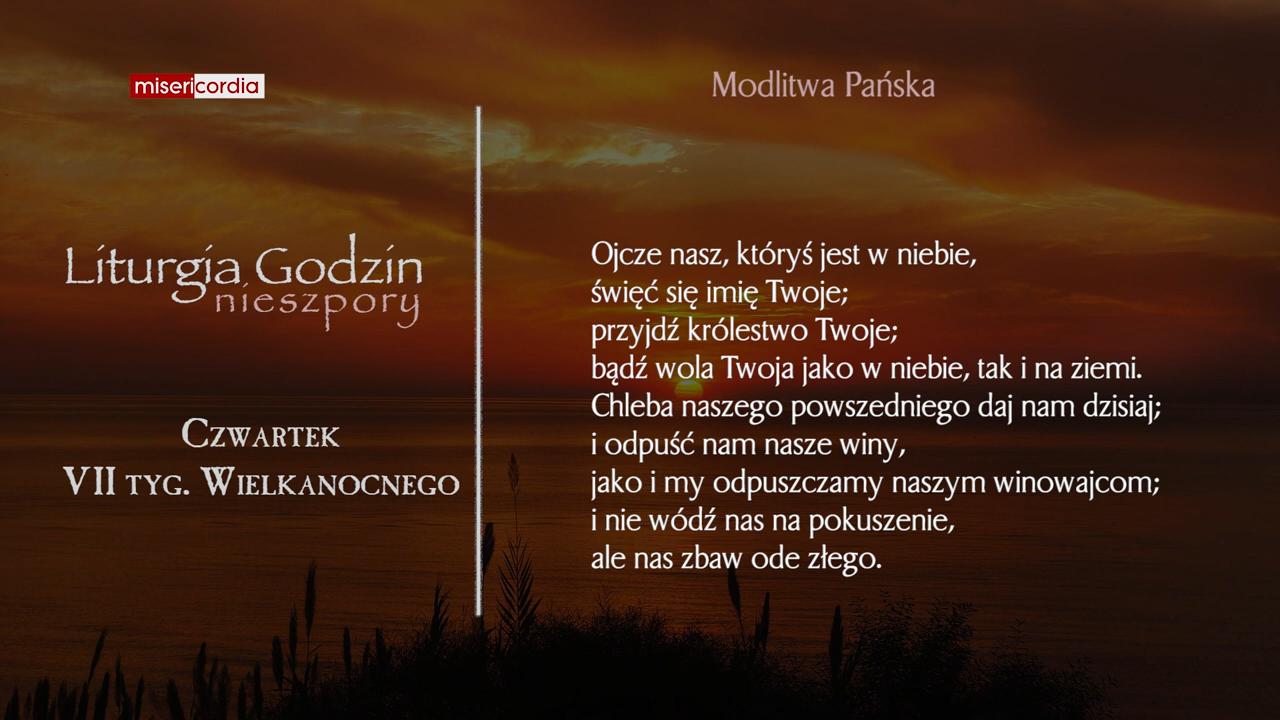 misericordia
Liturgia Godzin
nieszpory
Czwartek
VII tyg. Wielkanocnego
Modlitwa Pańska
Ojcze nasz, któryś jest w niebie,
święć się imię Twoje;
przyjdź królestwo Twoje;
bądź wola Twoja jako w niebie, tak i na ziemi.
Chleba naszego powszedniego daj nam dzisiaj;
i odpuść nam nasze winy,
jako i my odpuszczamy naszym winowajcom;
i nie wódź nas na pokuszenie,
ale nas zbaw ode złego.